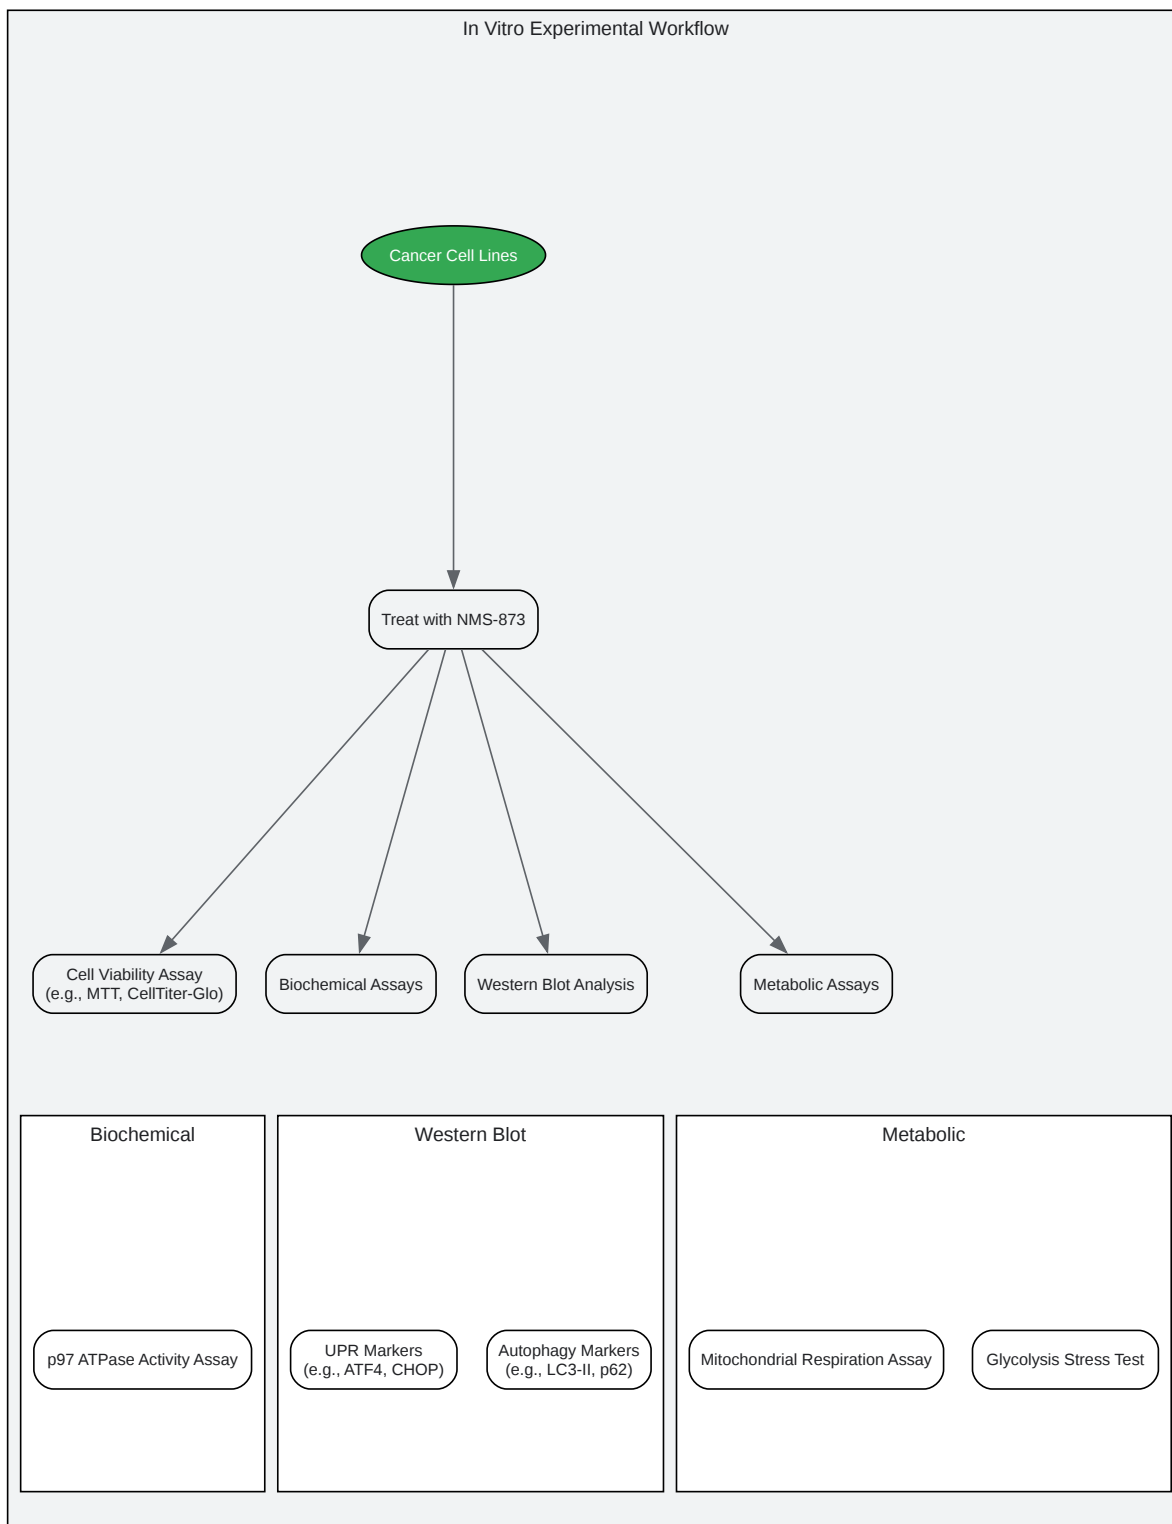 In Vitro Experimental Workflow
Cancer Cell Lines
Treat with NMS-873
Cell Viability Assay
(e.g., MTT, CellTiter-Glo)
Biochemical Assays
Western Blot Analysis
Metabolic Assays
Biochemical
Western Blot
Metabolic
p97 ATPase Activity Assay
UPR Markers
(e.g., ATF4, CHOP)
Autophagy Markers
(e.g., LC3-II, p62)
Mitochondrial Respiration Assay
Glycolysis Stress Test